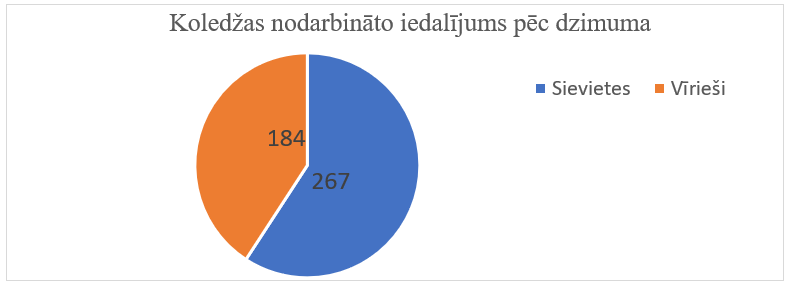 Koledžas nodarbināto iedalījums pēc dzimuma
Sievietes Vīrieši
184
267